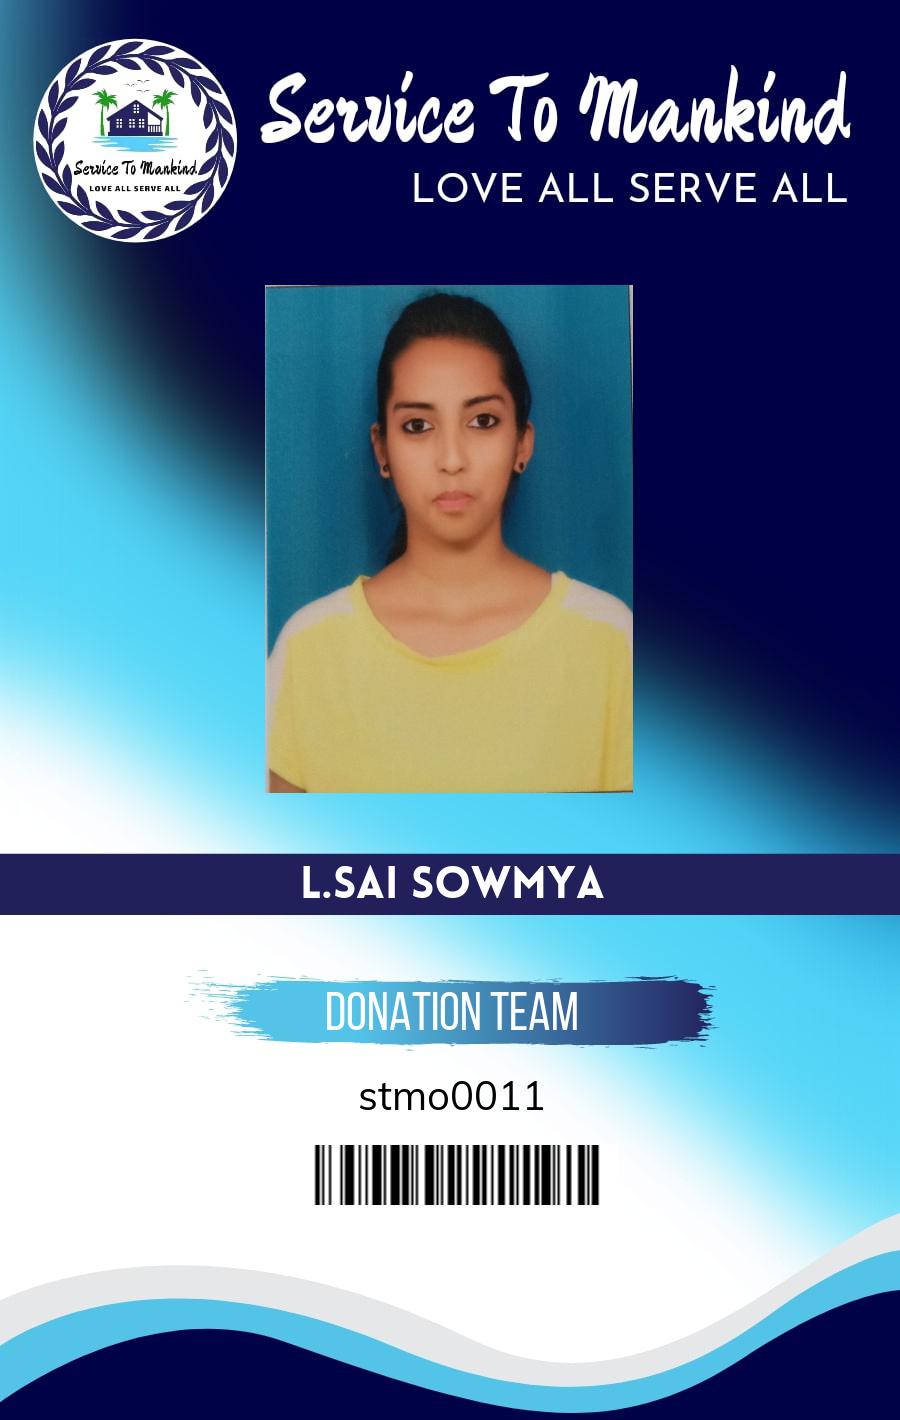 Service To Mankind
LOVE ALL SERVE ALL
Service To Mankind
LOVE ALL SERVE ALL
L.SAI SOWMYA
DONATION TEAM
stmo0011